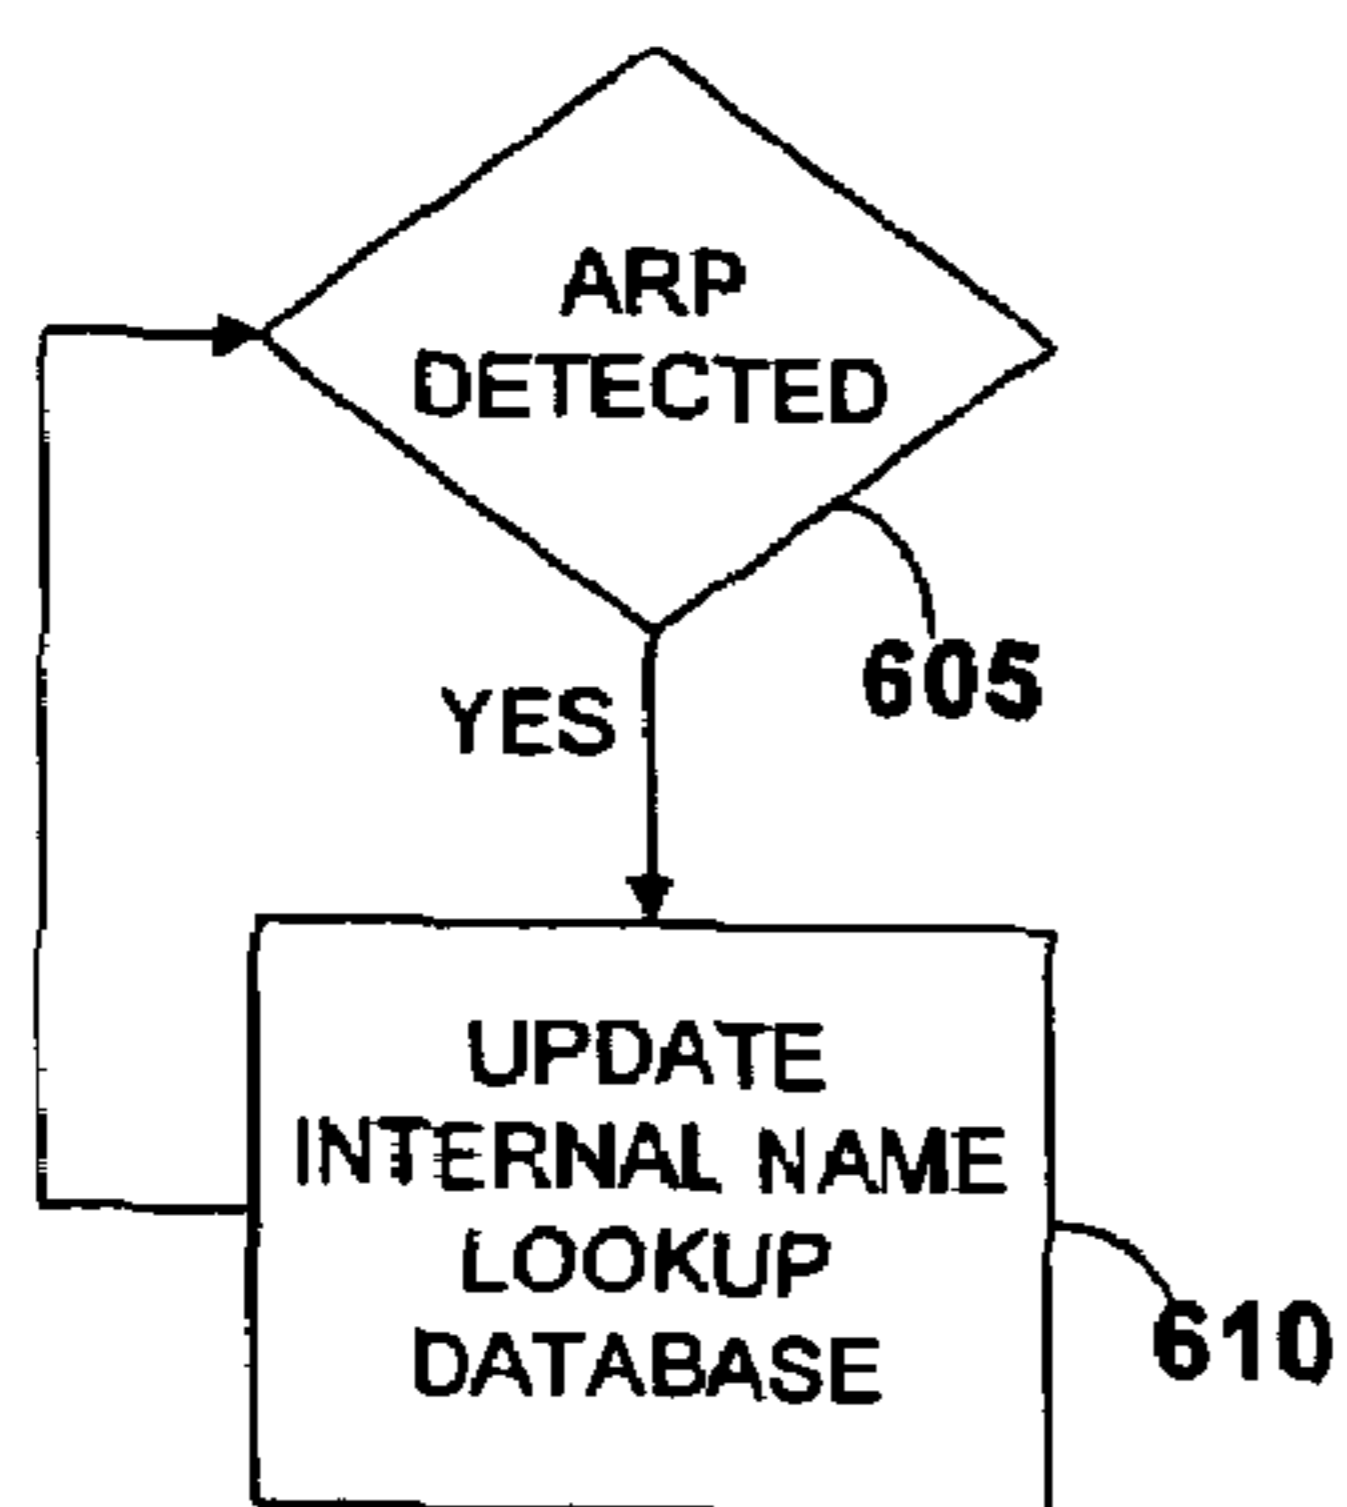 ARP
DETECTED
605
YES
UPDATE
INTERNAL NAME
LOOKUP
DATABASE
610